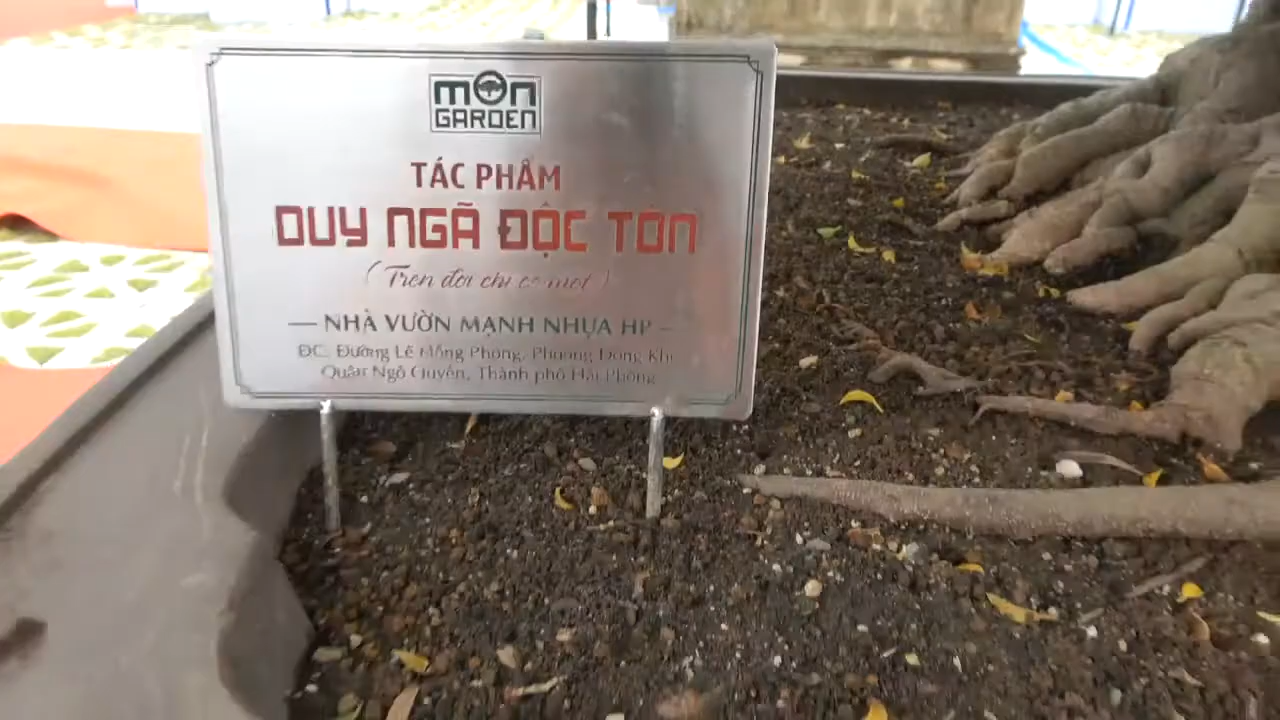 MÔN
GARDEN
TÁC PHẨM
DUY NGÃ ĐỘC TÔN
(Trên đời chỉ có một)
— NHÀ VƯỜN MẠNH NHỰA HP —
ĐC: Đường Lê Hồng Phong, Phường Đông Khê
Quận Ngô Quyền, Thành phố Hải Phòng